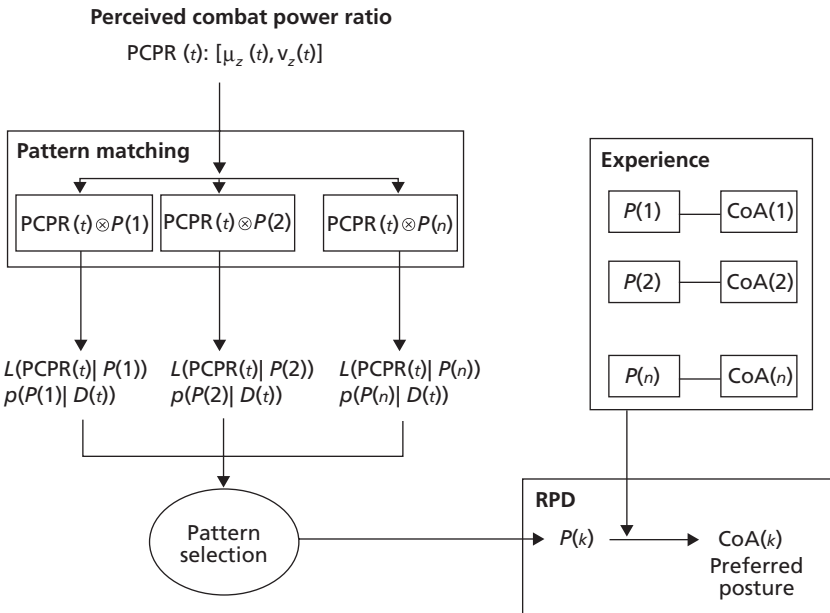 Perceived combat power ratio
PCPR (t): [μz (t), vz(t)]
Pattern matching
PCPR(t)⊗P(1)
PCPR(t)⊗P(2)
PCPR(t)⊗P(n)
L(PCPR(t)| P(1))
p(P(1)| D(t))
L(PCPR(t)| P(2))
p(P(2)| D(t))
L(PCPR(t)| P(n))
p(P(n)| D(t))
Pattern
selection
Experience
P(1)
CoA(1)
P(2)
CoA(2)
P(n)
CoA(n)
RPD
P(k)
CoA(k)
Preferred
posture